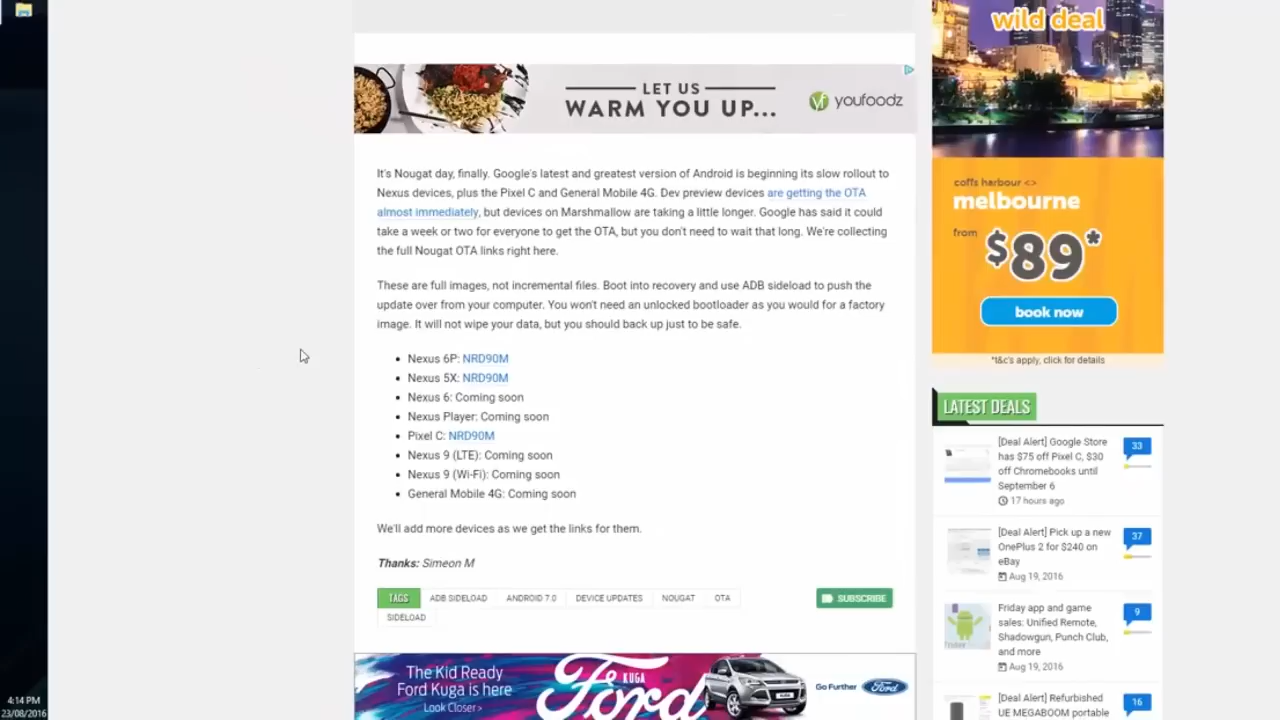 wild deal
LET US
WARM YOU UP...
youfoodz
It's Nougat day, finally. Google's latest and greatest version of Android is beginning its slow rollout to
Nexus devices, plus the Pixel C and General Mobile 4G. Dev preview devices are getting the OTA
almost immediately, but devices on Marshmallow are taking a little longer. Google has said it could
take a week or two for everyone to get the OTA, but you don't need to wait that long. We're collecting
the full Nougat OTA links right here.
These are full images, not incremental files. Boot into recovery and use ADB sideload to push the
update over from your computer. You won't need an unlocked bootloader as you would for a factory
image. It will not wipe your data, but you should back up just to be safe.
Nexus 6P: NRD90M
Nexus 5X: NRD90M
Nexus 6: Coming soon
Nexus Player: Coming soon
Pixel C: NRD90M
Nexus 9 (LTE): Coming soon
Nexus 9 (Wi-Fi): Coming soon
General Mobile 4G: Coming soon
We'll add more devices as we get the links for them.
Thanks: Simeon M
TAGS ADB SIDELOAD ANDROID 7.0 DEVICE UPDATES NOUGAT OTA
SIDELOAD
SUBSCRIBE
The Kid Ready
Ford Kuga is here
Look Closer >
KUGA
Ford
Go Further
Ford
coffs harbour <>
melbourne
from
$89*
book now
*t&c's apply, click for details
LATEST DEALS
[Deal Alert] Google Store
has $75 off Pixel C, $30
off Chromebooks until
September 6
17 hours ago
33
[Deal Alert] Pick up a new
OnePlus 2 for $240 on
eBay
Aug 19, 2016
37
Friday app and game
sales: Unified Remote,
Shadowgun, Punch Club,
and more
Aug 19, 2016
9
[Deal Alert] Refurbished
UE MEGABOOM portable
16
4:14 PM
23/08/2016